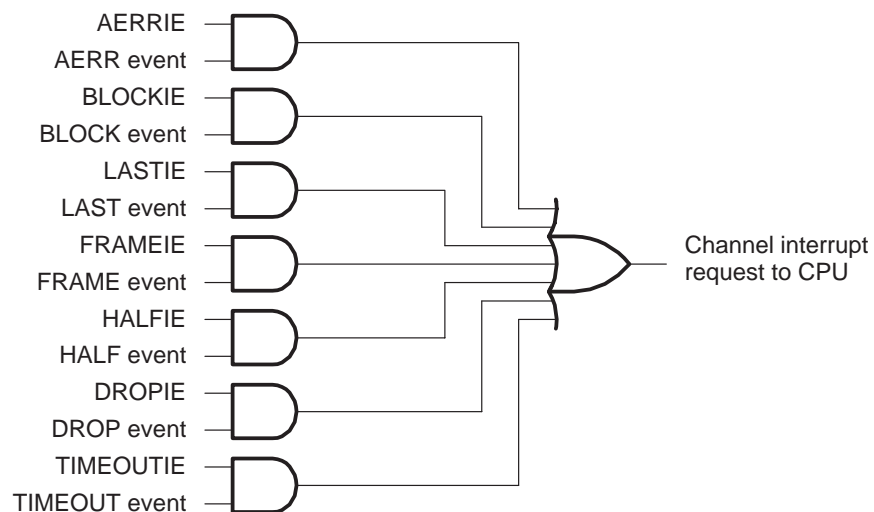 AERRIE
AERR event
BLOCKIE
BLOCK event
LASTIE
LAST event
FRAMEIE
FRAME event
HALFIE
HALF event
DROPIE
DROP event
TIMEOUTIE
TIMEOUT event
Channel interrupt
request to CPU